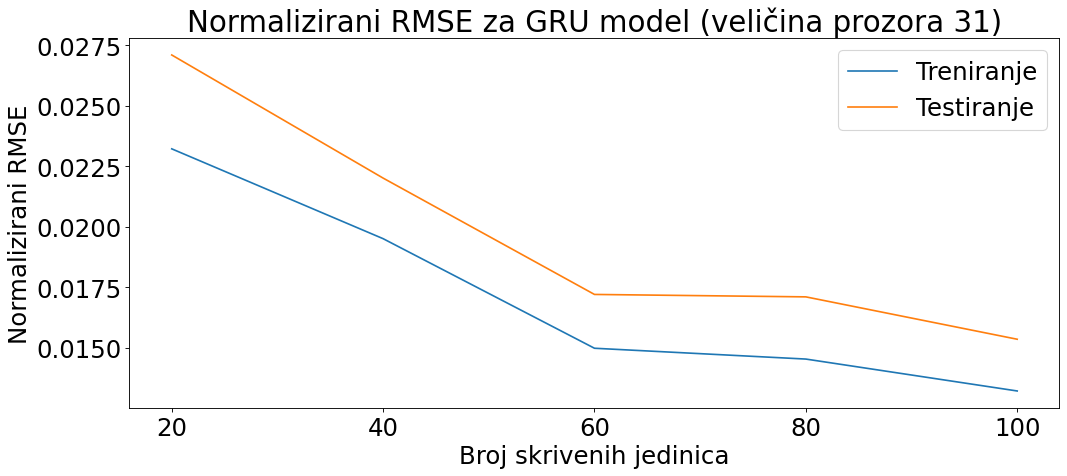 Normalizirani RMSE za GRU model (veličina prozora 31)
Treniranje
Testiranje
Normalizirani RMSE
0.0275
0.0250
0.0225
0.0200
0.0175
0.0150
20 40 60 80 100
Broj skrivenih jedinica